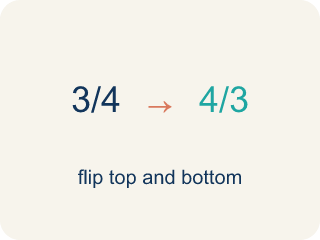 3/4 → 4/3
flip top and bottom